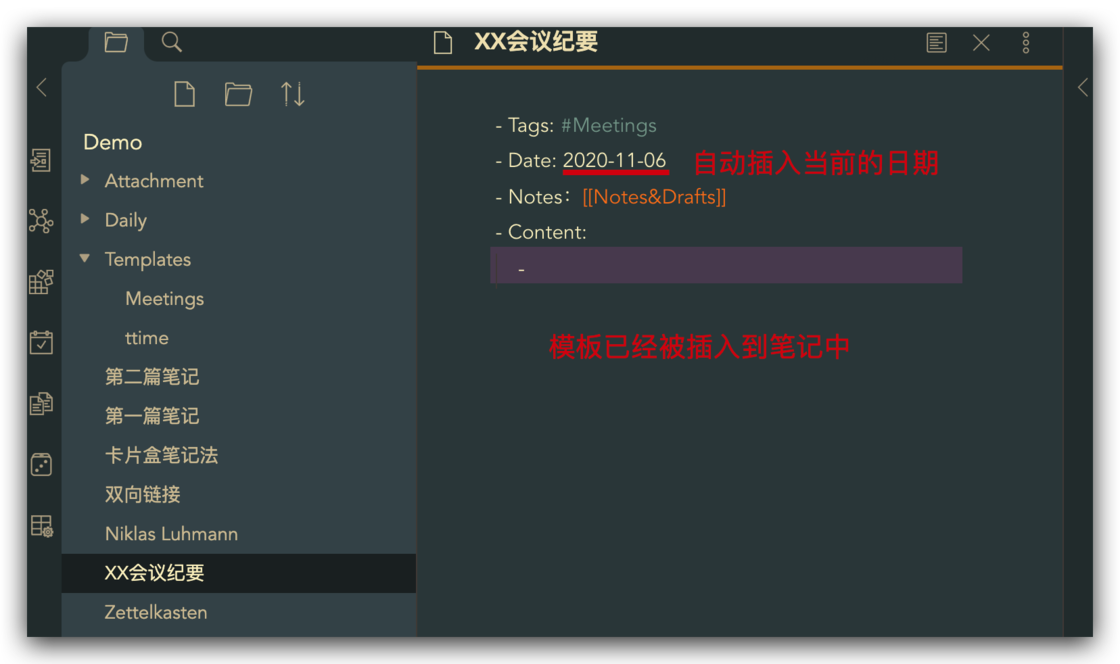 XX会议纪要
Demo
Attachment
Daily
Templates
Meetings
ttime
第二篇笔记
第一篇笔记
卡片盒笔记法
双向链接
Niklas Luhmann
XX会议纪要
Zettelkasten
- Tags: #Meetings
- Date: 2020-11-06 自动插入当前的日期
- Notes：[[Notes&Drafts]]
- Content:
-
模板已经被插入到笔记中